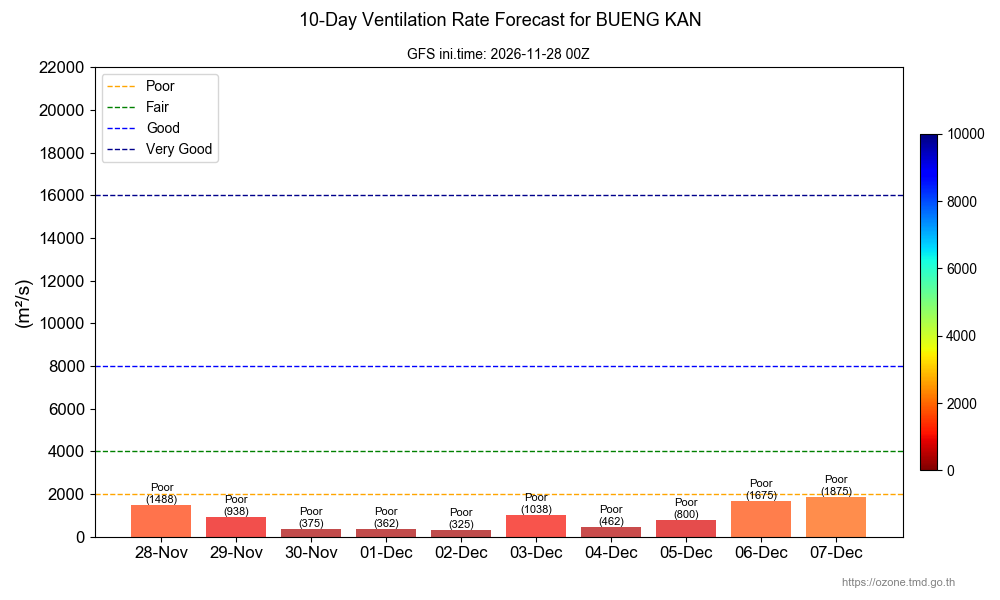 10-Day Ventilation Rate Forecast for BUENG KAN
GFS ini.time: 2026-11-28 00Z
22000
20000
18000
16000
14000
12000
10000
8000
6000
4000
2000
0
(m²/s)
Poor
Fair
Good
Very Good
Poor
(1488)
Poor
(938)
Poor
(375)
Poor
(362)
Poor
(325)
Poor
(1038)
Poor
(462)
Poor
(800)
Poor
(1675)
Poor
(1875)
28-Nov
29-Nov
30-Nov
01-Dec
02-Dec
03-Dec
04-Dec
05-Dec
06-Dec
07-Dec
10000
8000
6000
4000
2000
0
https://ozone.tmd.go.th